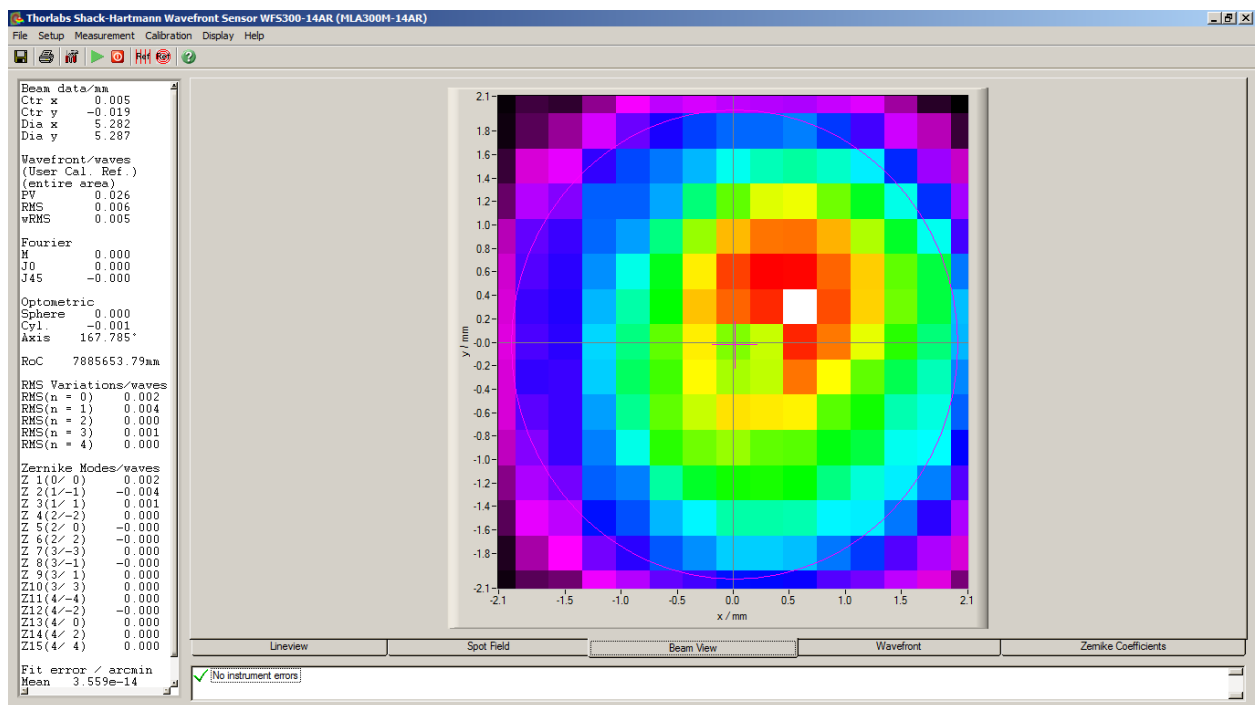 Thorlabs Shack-Hartmann Wavefront Sensor WFS300-14AR (MLA300M-14AR)
File Setup Measurement Calibration Display Help
Ref Ref
Beam data/mm
Ctr x 0.005
Ctr y -0.019
Dia x 5.282
Dia y 5.287
Wavefront/waves
(User Cal. Ref.)
(entire area)
PV 0.026
RMS 0.006
wRMS 0.005
Fourier
M 0.000
J0 0.000
J45 -0.000
Optometric
Sphere 0.000
Cyl. -0.001
Axis 167.785°
RoC 7885653.79mm
RMS Variations/waves
RMS(n = 0) 0.002
RMS(n = 1) 0.004
RMS(n = 2) 0.000
RMS(n = 3) 0.001
RMS(n = 4) 0.000
Zernike Modes/waves
Z 1(0/ 0) 0.002
Z 2(1/-1) -0.004
Z 3(1/ 1) 0.001
Z 4(2/-2) 0.000
Z 5(2/ 0) -0.000
Z 6(2/ 2) -0.000
Z 7(3/-3) 0.000
Z 8(3/-1) -0.000
Z 9(3/ 1) 0.000
Z10(3/ 3) 0.000
Z11(4/-4) 0.000
Z12(4/-2) -0.000
Z13(4/ 0) 0.000
Z14(4/ 2) 0.000
Z15(4/ 4) 0.000
Fit error / arcmin
Mean 3.559e-14
2.1
1.8
1.6
1.4
1.2
1.0
0.8
0.6
0.4
0.2
-0.0
-0.2
-0.4
-0.6
-0.8
-1.0
-1.2
-1.4
-1.6
-1.8
-2.1
y / mm
-2.1 -1.5 -1.0 -0.5 0.0 0.5 1.0 1.5 2.1
x / mm
Lineview Spot Field Beam View Wavefront Zernike Coefficients
No instrument errors